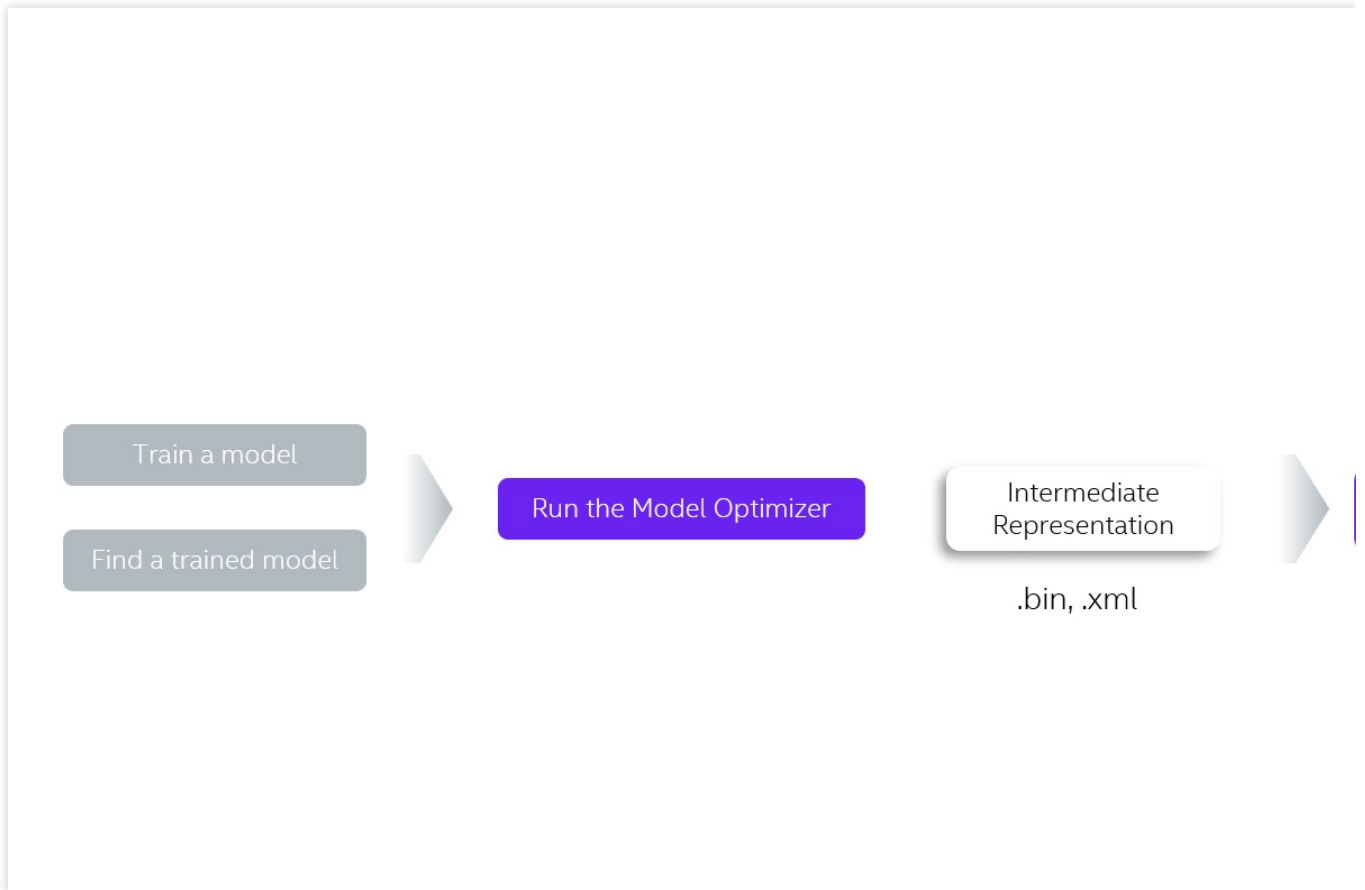 Train a model
Find a trained model
Run the Model Optimizer
Intermediate
Representation
.bin, .xml